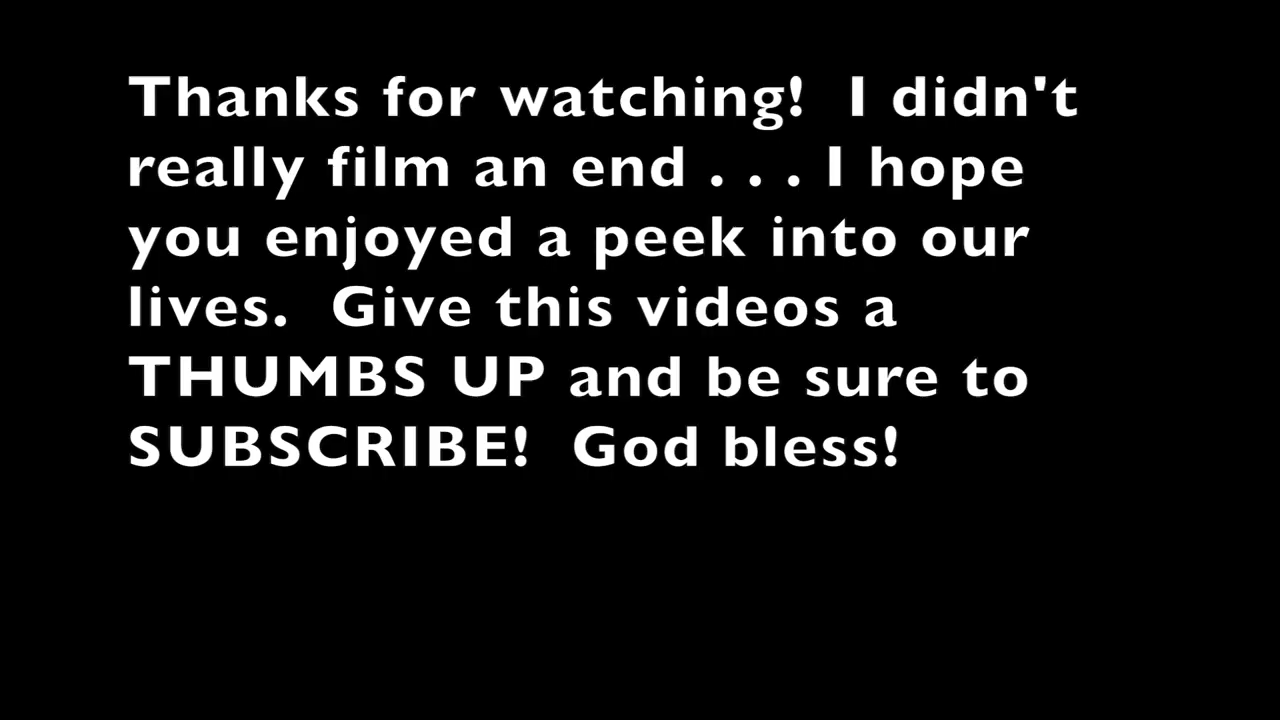 Thanks for watching!  I didn't
really film an end . . . I hope
you enjoyed a peek into our
lives.  Give this videos a
THUMBS UP and be sure to
SUBSCRIBE!  God bless!